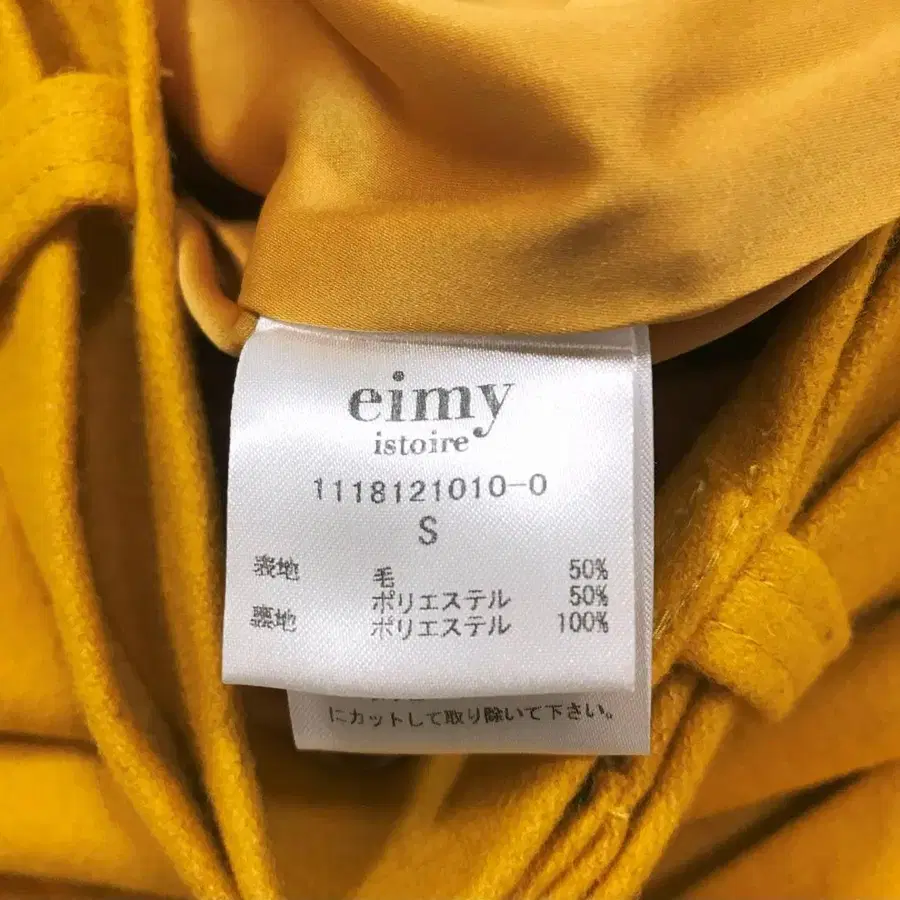 eimy
istoire
1118121010-0
S
表地 毛 50%
ポリエステル 50%
裏地 ポリエステル 100%
にカットして取り除いて下さい。